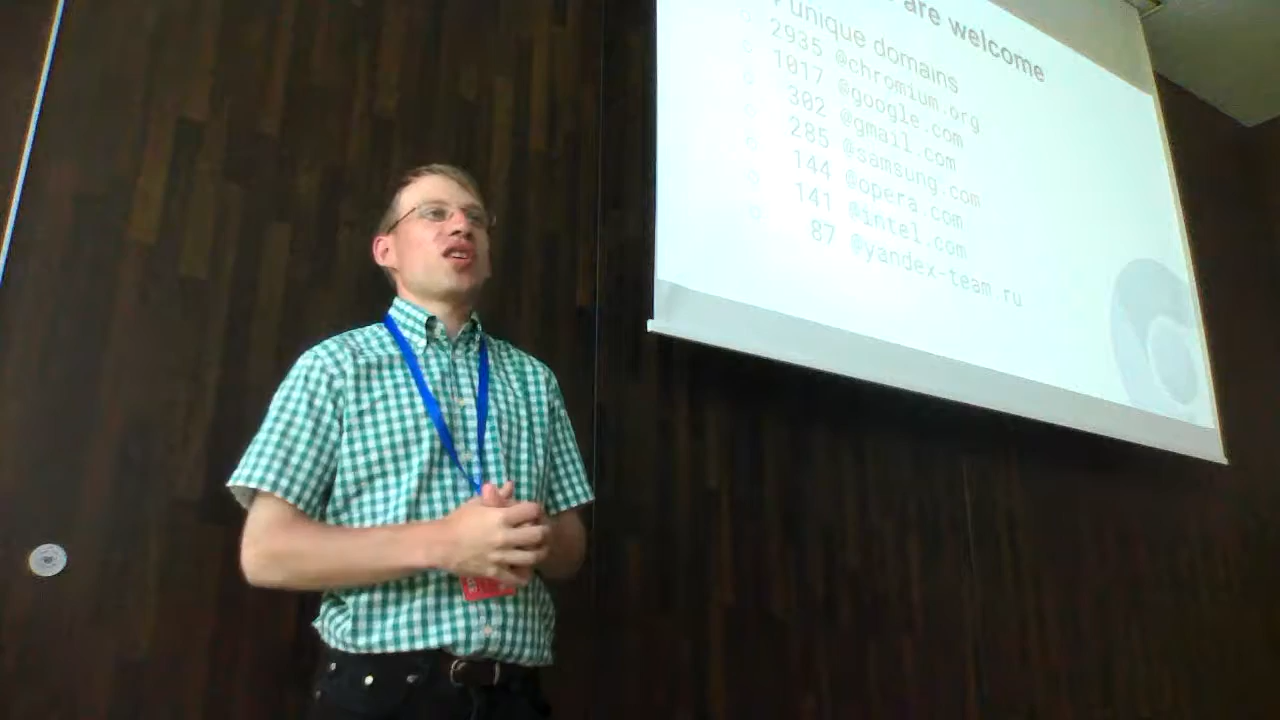 are welcome
unique domains
2935 @chromium.org
1017 @google.com
302 @gmail.com
285 @samsung.com
144 @opera.com
141 @intel.com
87 @yandex-team.ru